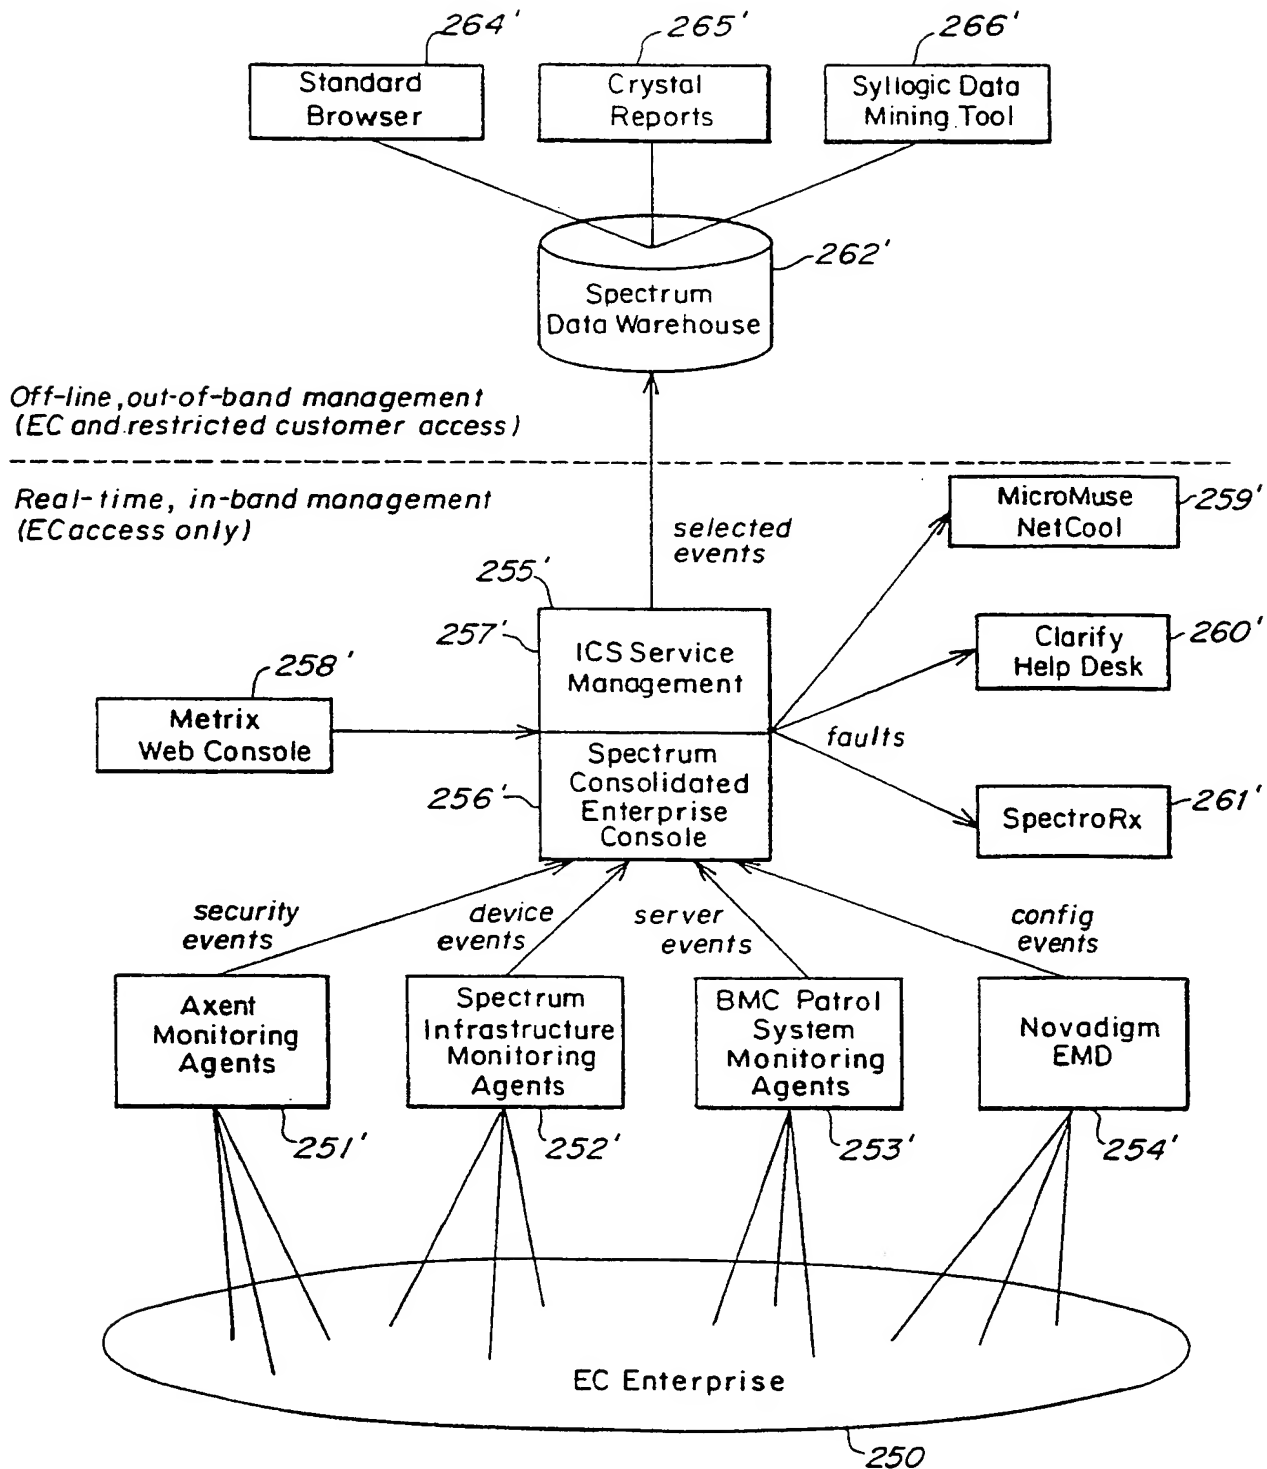 264'
265'
266'
Standard
Browser
Crystal
Reports
Syllogic Data
Mining Tool
262'
Spectrum
Data Warehouse
Off-line, out-of-band management
(EC and restricted customer access)
Real-time, in-band management
(EC access only)
selected
events
MicroMuse
NetCool
259'
255'
257'
ICS Service
Management
Clarify
Help Desk
260'
258'
Metrix
Web Console
faults
256'
Spectrum
Consolidated
Enterprise
Console
SpectroRx
261'
security
events
device
events
server
events
config
events
Axent
Monitoring
Agents
Spectrum
Infrastructure
Monitoring
Agents
BMC Patrol
System
Monitoring
Agents
Novadigm
EMD
251'
252'
253'
254'
EC Enterprise
250